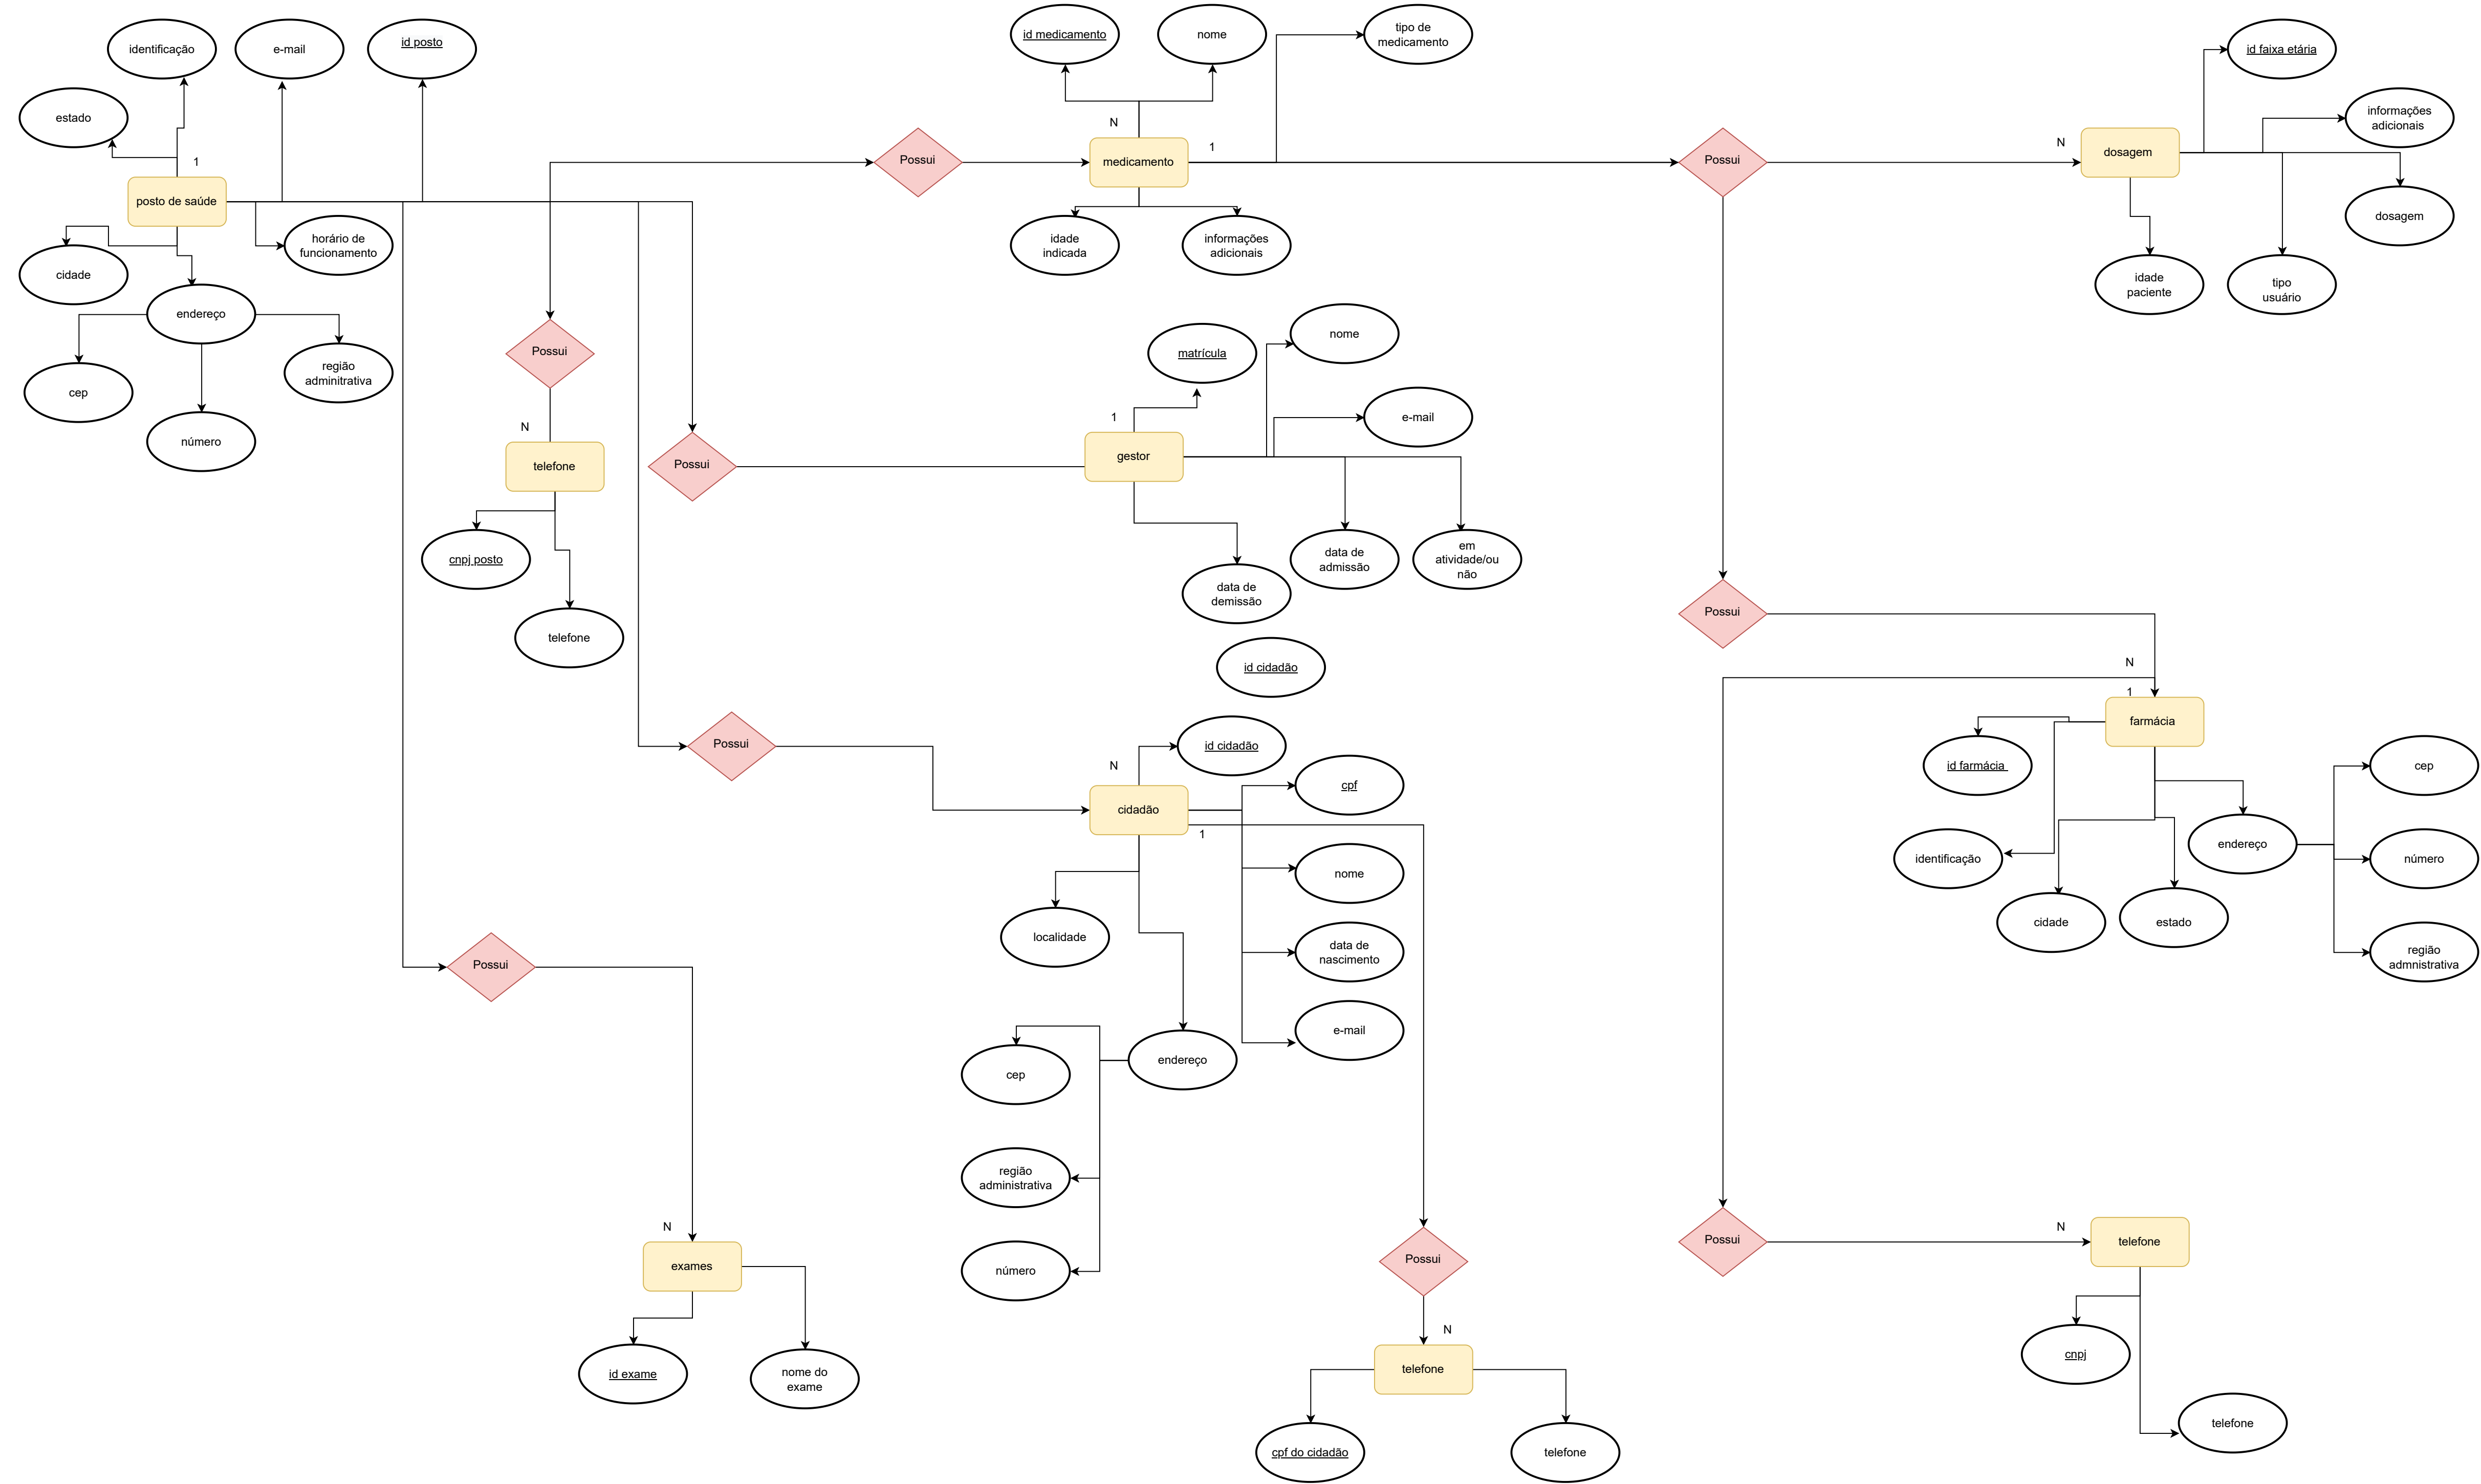 id medicamento
nome
tipo de
medicamento
identificação
e-mail
id posto
id faixa etária
estado
informações
adicionais
N
1
1
N
Possui
medicamento
Possui
dosagem
posto de saúde
dosagem
horário de
funcionamento
idade
indicada
informações
adicionais
cidade
idade
paciente
tipo
usuário
endereço
nome
matrícula
Possui
região
adminitrativa
cep
1
e-mail
N
número
gestor
telefone
Possui
cnpj posto
data de
admissão
em
atividade/ou
não
data de
demissão
Possui
telefone
id cidadão
N
1
farmácia
Possui
id cidadão
N
cpf
id farmácia
cep
cidadão
1
nome
identificação
endereço
número
cidade
estado
localidade
data de
nascimento
região
admnistrativa
Possui
e-mail
endereço
cep
região
administrativa
N
N
Possui
telefone
exames
número
Possui
N
cnpj
id exame
nome do
exame
telefone
telefone
cpf do cidadão
telefone